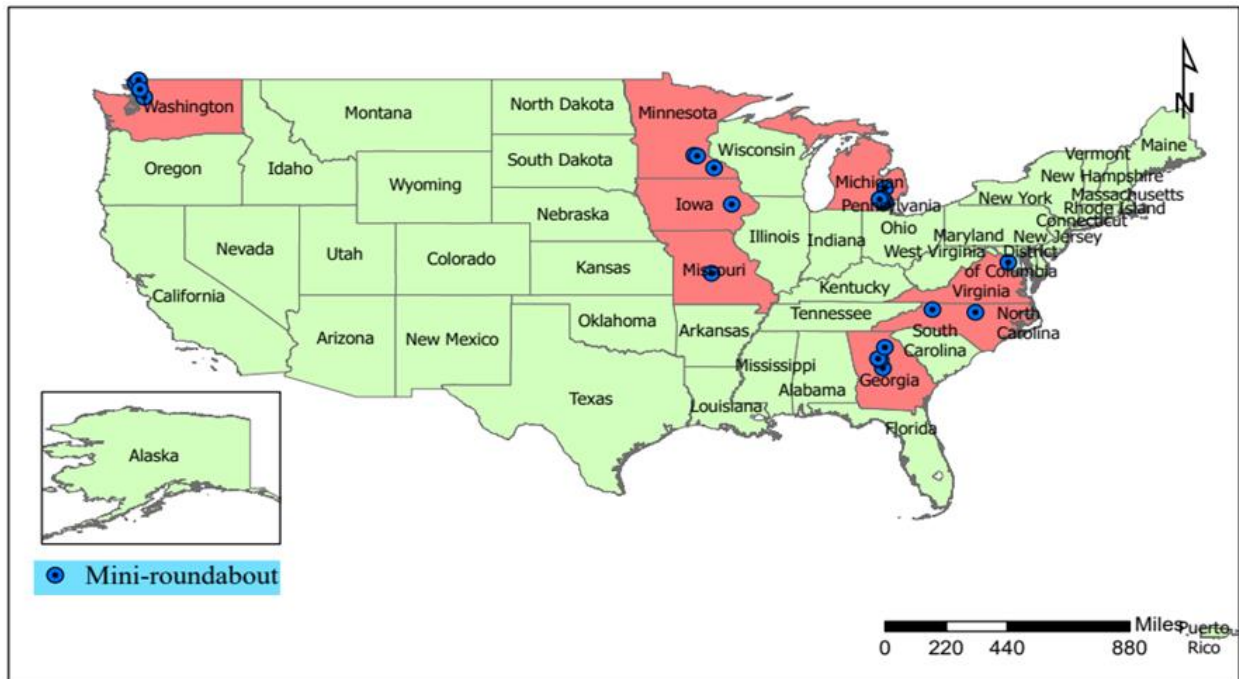 Washington
Montana
North Dakota
Minnesota
Maine
Vermont
Oregon
Idaho
South Dakota
Wisconsin
New Hampshire
Wyoming
Michigan
New York
Massachusetts
Pennsylvania
Rhode Island
Nebraska
Iowa
Connecticut
Nevada
Utah
Colorado
Kansas
Missouri
Illinois
Indiana
Ohio
Maryland
New Jersey
West Virginia
District
of Columbia
California
Kentucky
Virginia
Arizona
New Mexico
Oklahoma
Arkansas
Tennessee
North
Carolina
South
Carolina
Mississippi
Alabama
Georgia
Texas
Louisiana
Florida
Alaska
N
Mini-roundabout
Miles
0 220 440 880
Puerto
Rico